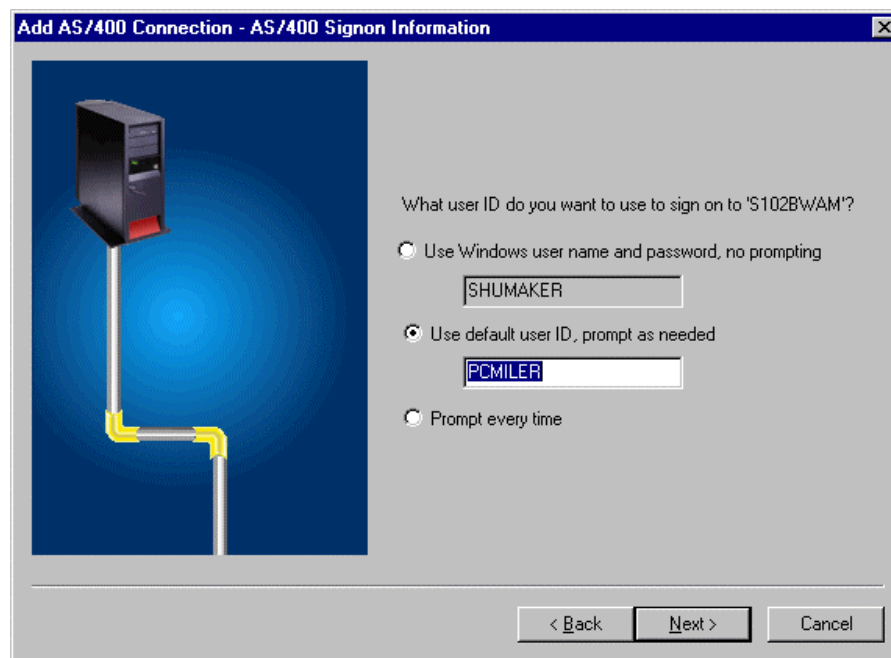 Add AS/400 Connection - AS/400 Signon Information
What user ID do you want to use to sign on to 'S102BWAM'?
Use Windows user name and password, no prompting
SHUMAKER
Use default user ID, prompt as needed
PCMILER
Prompt every time
< Back
Next >
Cancel